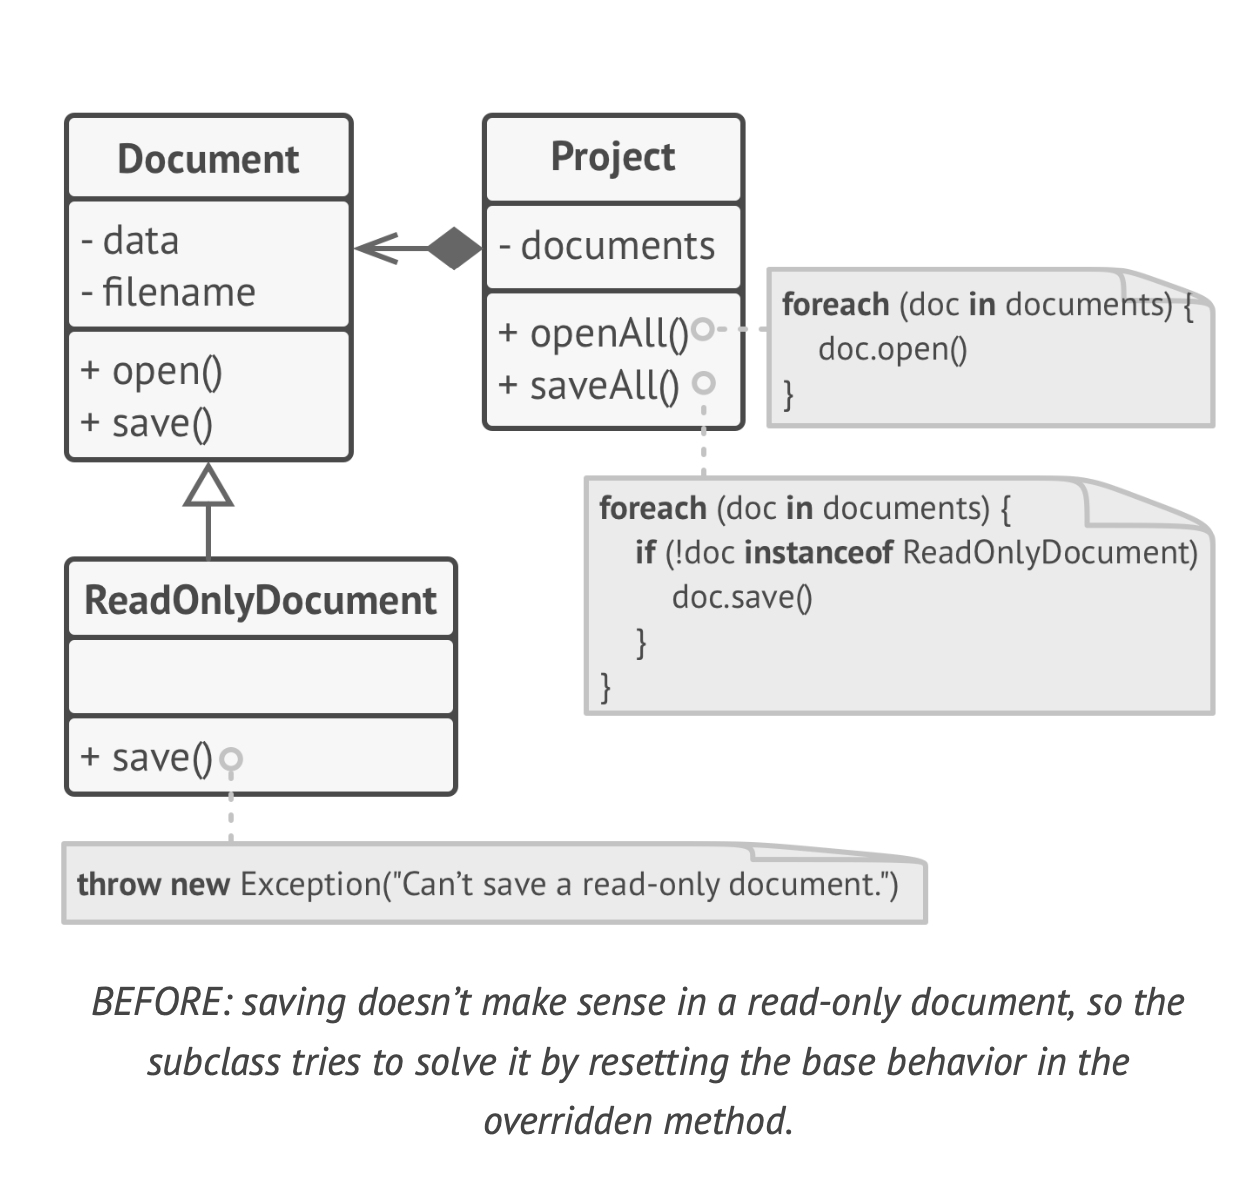 Document
- data
- filename
+ open()
+ save()
Project
- documents
+ openAll()
+ saveAll()
foreach (doc in documents) {
doc.open()
}
foreach (doc in documents) {
if (!doc instanceof ReadOnlyDocument)
doc.save()
}
}
ReadOnlyDocument
+ save()
throw new Exception("Can’t save a read-only document.")
BEFORE: saving doesn’t make sense in a read-only document, so the
subclass tries to solve it by resetting the base behavior in the
overridden method.